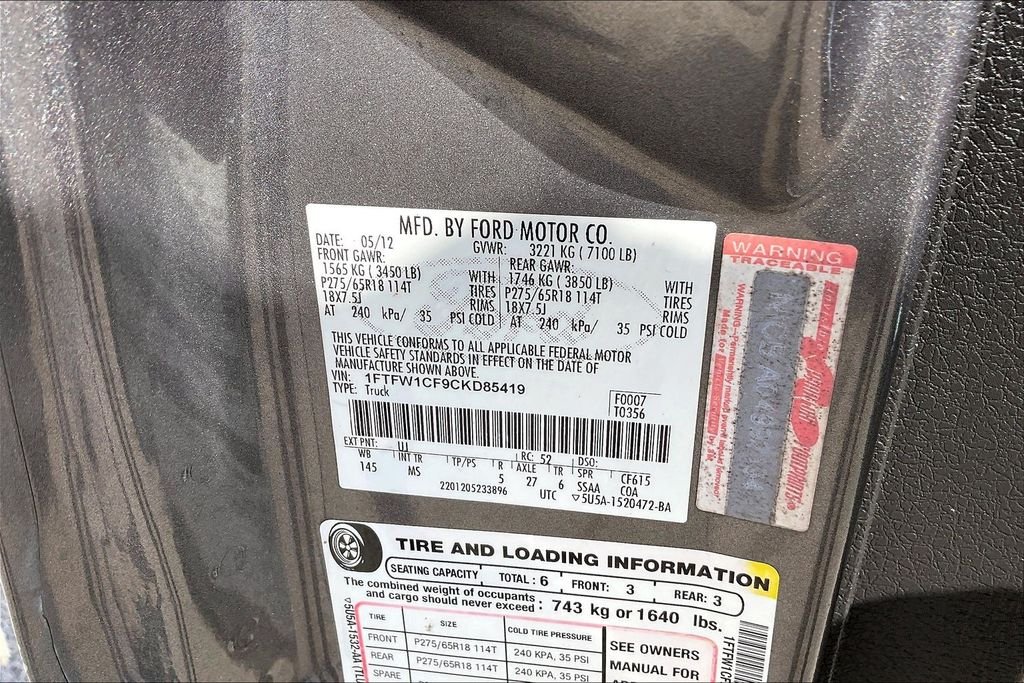 MFD. BY FORD MOTOR CO.
DATE: 05/12 GVWR: 3221 KG ( 7100 LB)
FRONT GAWR: REAR GAWR:
1565 KG ( 3450 LB) WITH 1746 KG ( 3850 LB) WITH
P275/65R18 114T TIRES P275/65R18 114T TIRES
18X7.5J RIMS 18X7.5J RIMS
AT 240 kPa/ 35 PSI COLD AT 240 kPa/ 35 PSI COLD
THIS VEHICLE CONFORMS TO ALL APPLICABLE FEDERAL MOTOR
VEHICLE SAFETY STANDARDS IN EFFECT ON THE DATE OF
MANUFACTURE SHOWN ABOVE.
VIN: 1FTFW1CF9CKD85419
TYPE: Truck
F0007
T0356
EXT PNT: UJ RC: 52 DSO:
WB INT TR TP/PS R AXLE TR SPR CF615
145 MS 5 27 6 SSAA COA
2201205233896 UTC ▽5U5A-1520472-BA
WARNING
TRACEABLE
TIRE AND LOADING INFORMATION
SEATING CAPACITY TOTAL: 6 FRONT: 3 REAR: 3
The combined weight of occupants
and cargo should never exceed : 743 kg or 1640 lbs.
TIRE SIZE COLD TIRE PRESSURE
FRONT P275/65R18 114T 240 KPA, 35 PSI
REAR P275/65R18 114T 240 KPA, 35 PSI
SPARE
SEE OWNERS
MANUAL FOR
▽5U5A-1532-AA (TLU
1FTFW1CF